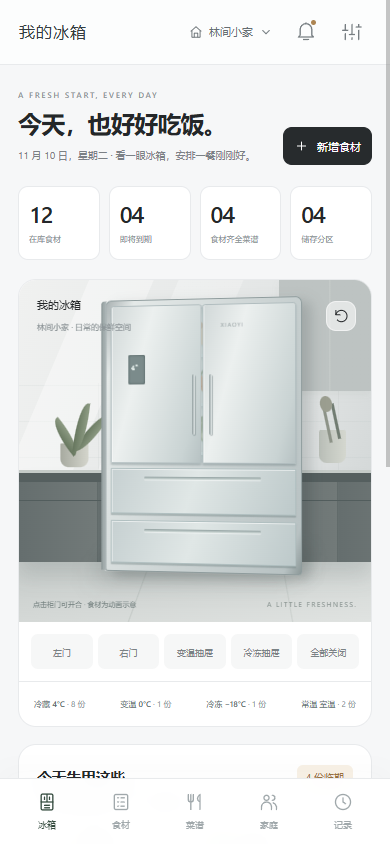 我的冰箱
林间小家
A FRESH START, EVERY DAY
今天，也好好吃饭。
11 月 10 日，星期二 · 看一眼冰箱，安排一餐刚刚好。
新增食材
12
在库食材
04
即将到期
04
食材齐全菜谱
04
储存分区
我的冰箱
林间小家 · 日常的保鲜空间
点击柜门可开合 · 食材为动画示意
A LITTLE FRESHNESS.
左门
右门
变温抽屉
冷冻抽屉
全部关闭
冷藏 4°C · 8 份
变温 0°C · 1 份
冷冻 −18°C · 1 份
常温 室温 · 2 份
今天先用这些
4 份临期
冰箱
食材
菜谱
家庭
记录